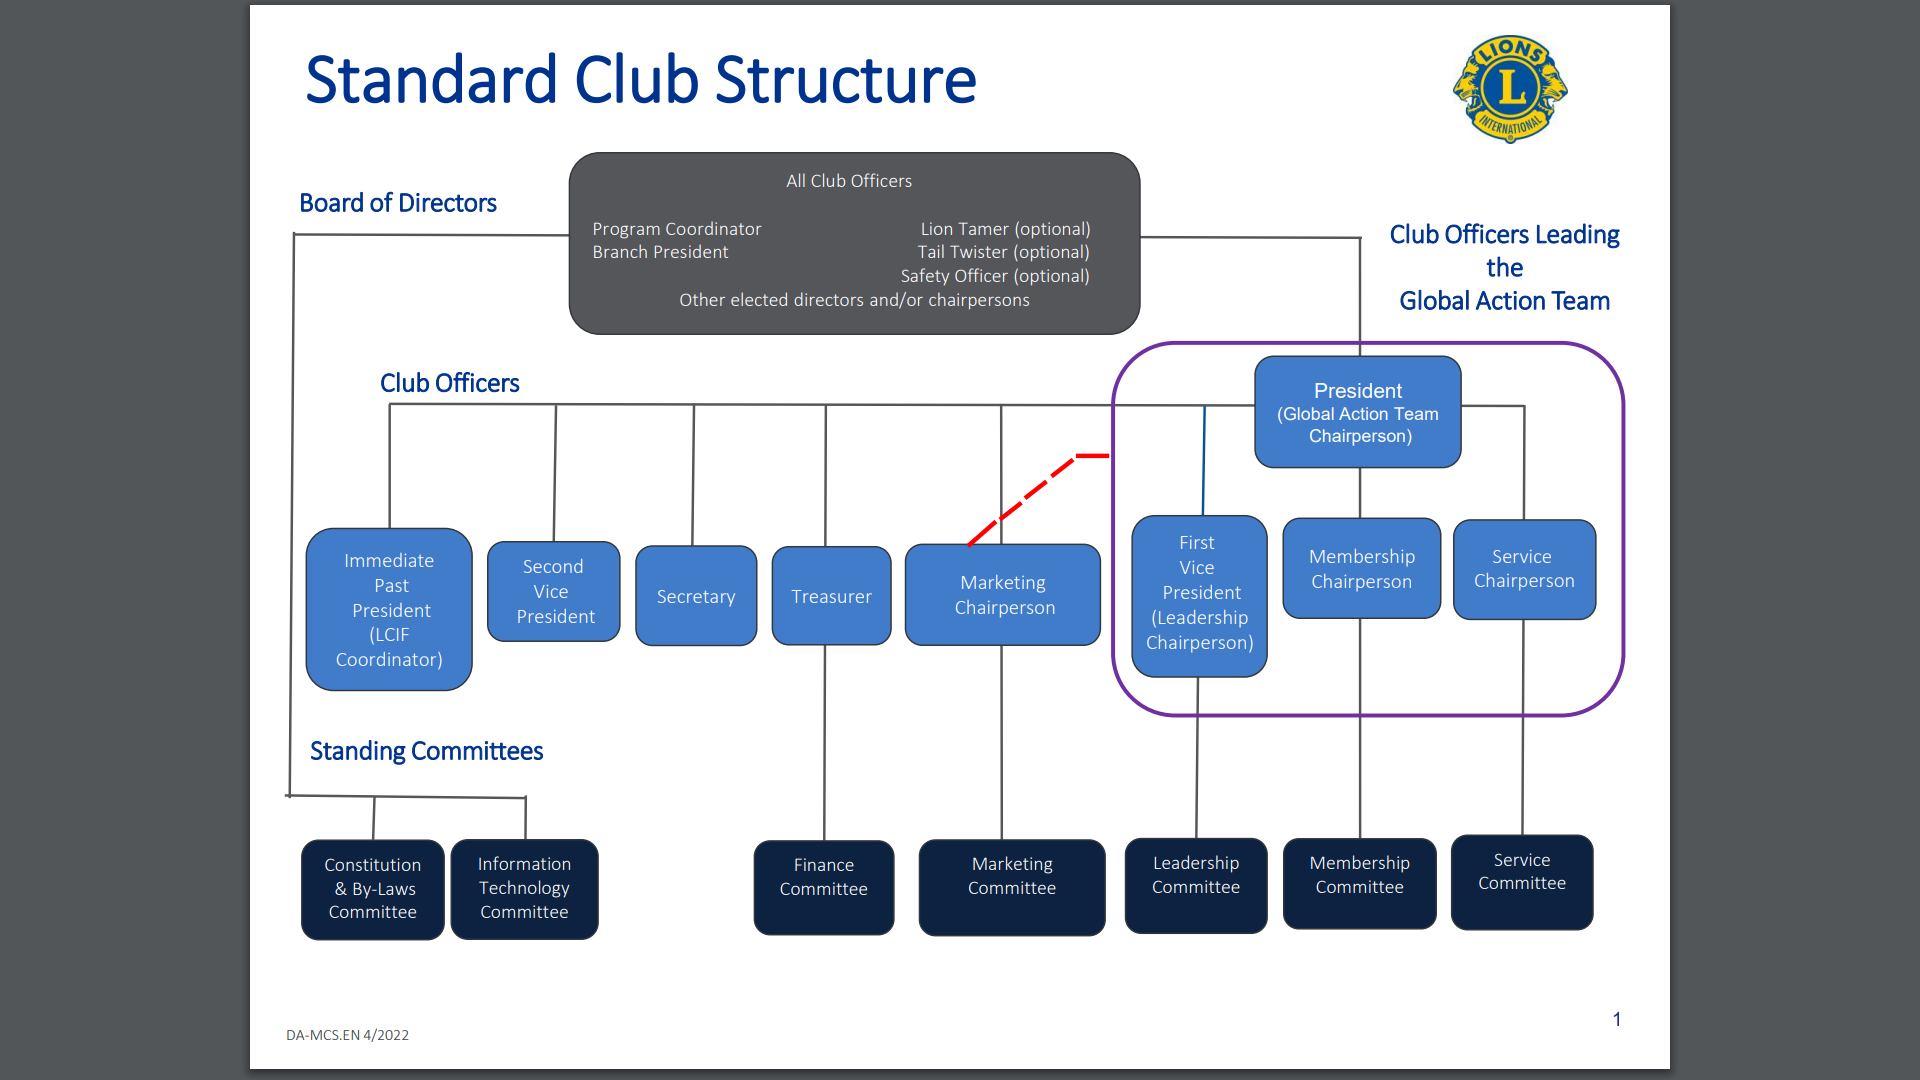 Standard Club Structure
LIONS
L
INTERNATIONAL
All Club Officers
Board of Directors
Program Coordinator
Lion Tamer (optional)
Branch President
Tail Twister (optional)
Safety Officer (optional)
Other elected directors and/or chairpersons
Club Officers Leading
the
Global Action Team
Club Officers
President
(Global Action Team
Chairperson)
Immediate
Past
President
(LCIF
Coordinator)
Second
Vice
President
Secretary
Treasurer
Marketing
Chairperson
First
Vice
President
(Leadership
Chairperson)
Membership
Chairperson
Service
Chairperson
Standing Committees
Constitution
& By-Laws
Committee
Information
Technology
Committee
Finance
Committee
Marketing
Committee
Leadership
Committee
Membership
Committee
Service
Committee
DA-MCS.EN 4/2022
1